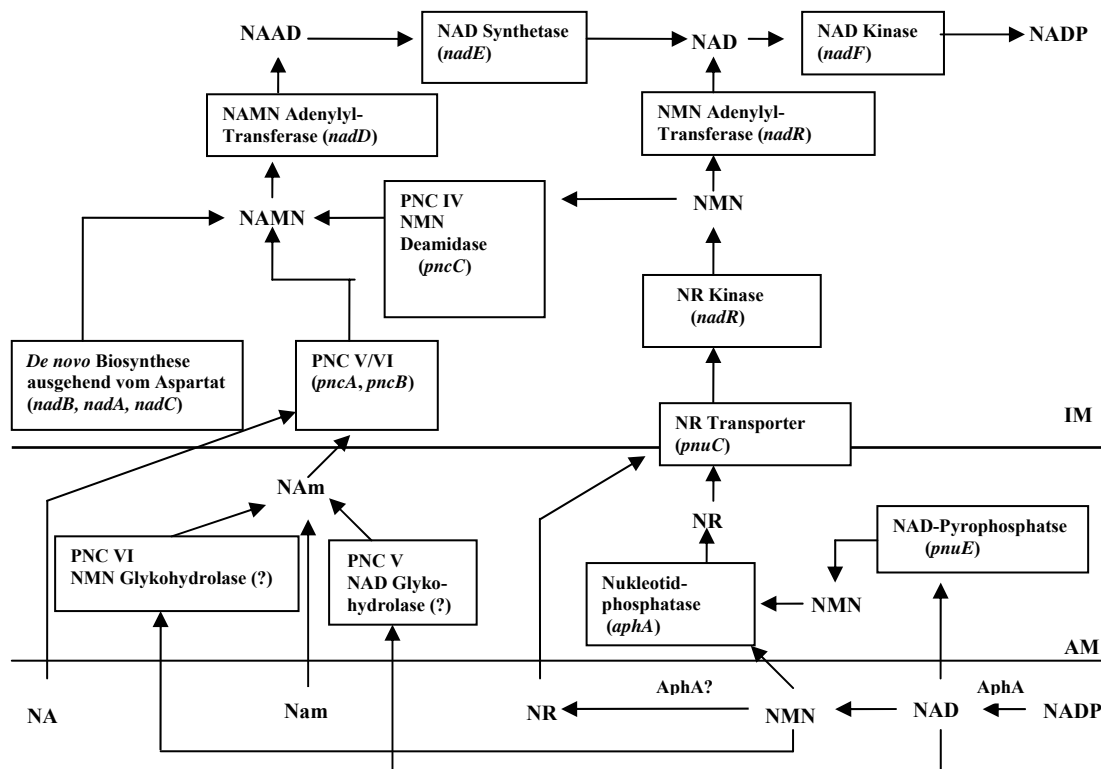 NAAD
NAD Synthetase
(nadE)
NAD
NAD Kinase
(nadF)
NADP
NAMN Adenylyl-
Transferase (nadD)
NMN Adenylyl-
Transferase (nadR)
NAMN
PNC IV
NMN
Deamidase
(pncC)
NMN
NR Kinase
(nadR)
De novo Biosynthese
ausgehend vom Aspartat
(nadB, nadA, nadC)
PNC V/VI
(pncA, pncB)
NR Transporter
(pnuC)
IM
NAm
NR
NAD-Pyrophosphatse
(pnuE)
PNC VI
NMN Glykohydrolase (?)
PNC V
NAD Glyko-
hydrolase (?)
Nukleotid-
phosphatase
(aphA)
NMN
AM
NA
Nam
NR
AphA?
NMN
NAD
AphA
NADP